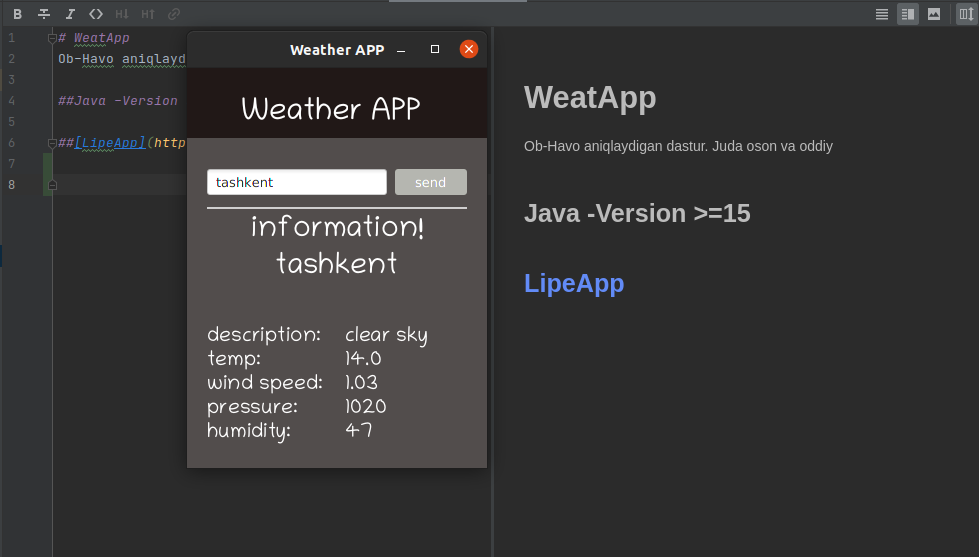 B
H↓
H↑
1
# WeatApp
2
Ob-Havo aniqlayd
3
4
##Java -Version
5
6
##[LipeApp](http
7
8
Weather APP
Weather APP
tashkent
send
information!
tashkent
description: clear sky
temp: 14.0
wind speed: 1.03
pressure: 1020
humidity: 47
WeatApp
Ob-Havo aniqlaydigan dastur. Juda oson va oddiy
Java -Version >=15
LipeApp